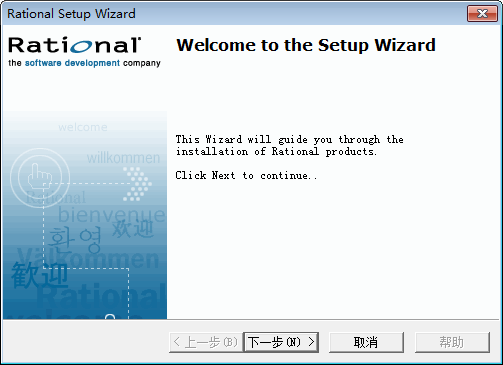 Rational Setup Wizard
Rational
the software development company
Welcome to the Setup Wizard
welcome
willkommen
Rational
bienvenue
환영
欢迎
Välkommen
歡迎
Rational
This Wizard will guide you through the
installation of Rational products.
Click Next to continue..
< 上一步(B)
下一步(N) >
取消
帮助